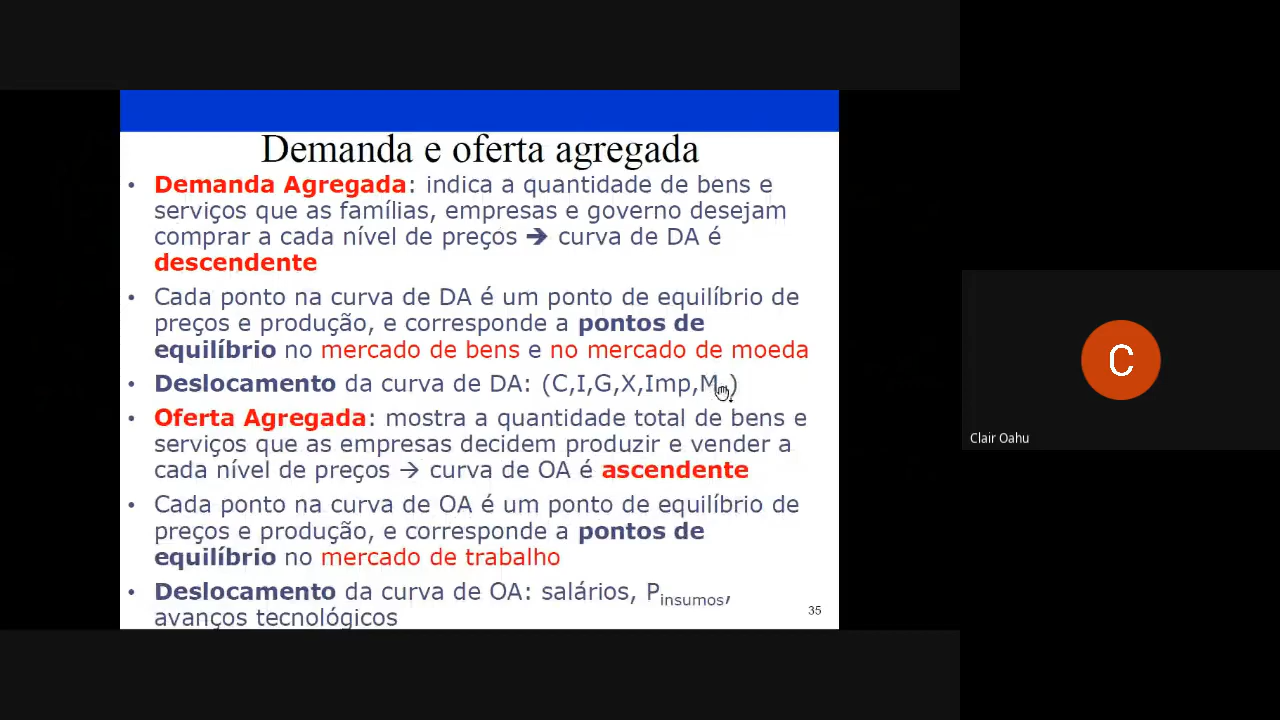 Demanda e oferta agregada
• Demanda Agregada: indica a quantidade de bens e
serviços que as famílias, empresas e governo desejam
comprar a cada nível de preços ➔ curva de DA é
descendente
• Cada ponto na curva de DA é um ponto de equilíbrio de
preços e produção, e corresponde a pontos de
equilíbrio no mercado de bens e no mercado de moeda
• Deslocamento da curva de DA: (C,I,G,X,Imp,M )
• Oferta Agregada: mostra a quantidade total de bens e
serviços que as empresas decidem produzir e vender a
cada nível de preços → curva de OA é ascendente
• Cada ponto na curva de OA é um ponto de equilíbrio de
preços e produção, e corresponde a pontos de
equilíbrio no mercado de trabalho
• Deslocamento da curva de OA: salários, Pinsumos,
avanços tecnológicos
35
C
Clair Oahu